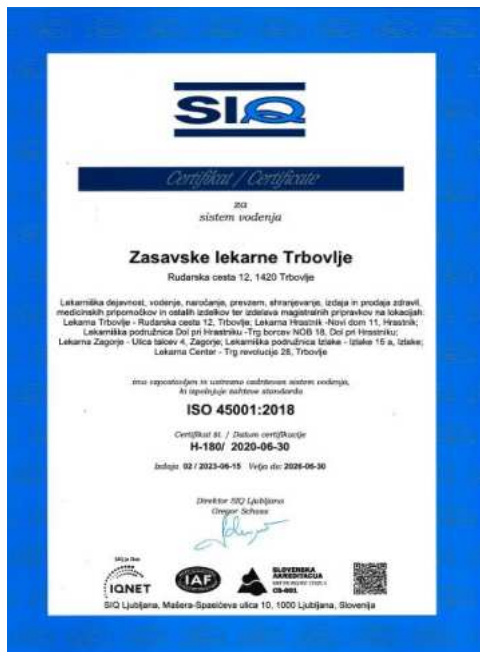 SIQ
Certifikat / Certificate
za
sistem vodenja
Zasavske lekarne Trbovlje
Rudarska cesta 12, 1420 Trbovlje
Lekarniška dejavnost, vodenje, naročanje, prevzem, shranjevanje, izdaja in prodaja zdravil,
medicinskih pripomočkov in ostalih izdelkov ter izdelava magistralnih pripravkov na lokacijah:
Lekarna Trbovlje - Rudarska cesta 12, Trbovlje; Lekarna Hrastnik -Novi dom 11, Hrastnik;
Lekarniška podružnica Dol pri Hrastniku -Trg borcev NOB 18, Dol pri Hrastniku;
Lekarna Zagorje - Ulica talcev 4, Zagorje; Lekarniška podružnica Izlake - Izlake 15 a, Izlake;
Lekarna Center - Trg revolucije 28, Trbovlje
ima vzpostavljen in ustrezno vzdrževan sistem vodenja,
ki izpolnjuje zahteve standarda
ISO 45001:2018
Certifikat št. / Datum certifikacije
H-180/ 2020-06-30
Izdaja 02 / 2023-06-15 Velja do: 2026-06-30
Direktor SIQ Ljubljana
Gregor Schoss
SIQ je član
IQNET
IAF
SLOVENSKA
AKREDITACIJA
CS-001
SIQ Ljubljana, Mašera-Spasićeva ulica 10, 1000 Ljubljana, Slovenija